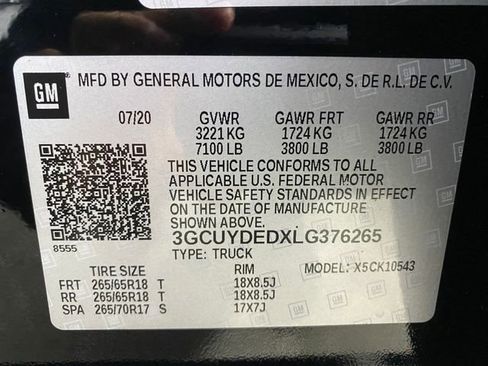 GM
MFD BY GENERAL MOTORS DE MEXICO, S. DE R.L. DE C.V.
07/20 GVWR GAWR FRT GAWR RR
3221 KG 1724 KG 1724 KG
7100 LB 3800 LB 3800 LB
THIS VEHICLE CONFORMS TO ALL
APPLICABLE U.S. FEDERAL MOTOR
VEHICLE SAFETY STANDARDS IN EFFECT
ON THE DATE OF MANUFACTURE
SHOWN ABOVE.
3GCUYDEDXLG376265
8555
TYPE: TRUCK MODEL: X5CK10543
TIRE SIZE RIM
FRT 265/65R18 T 18X8.5J
RR 265/65R18 T 18X8.5J
SPA 265/70R17 S 17X7J